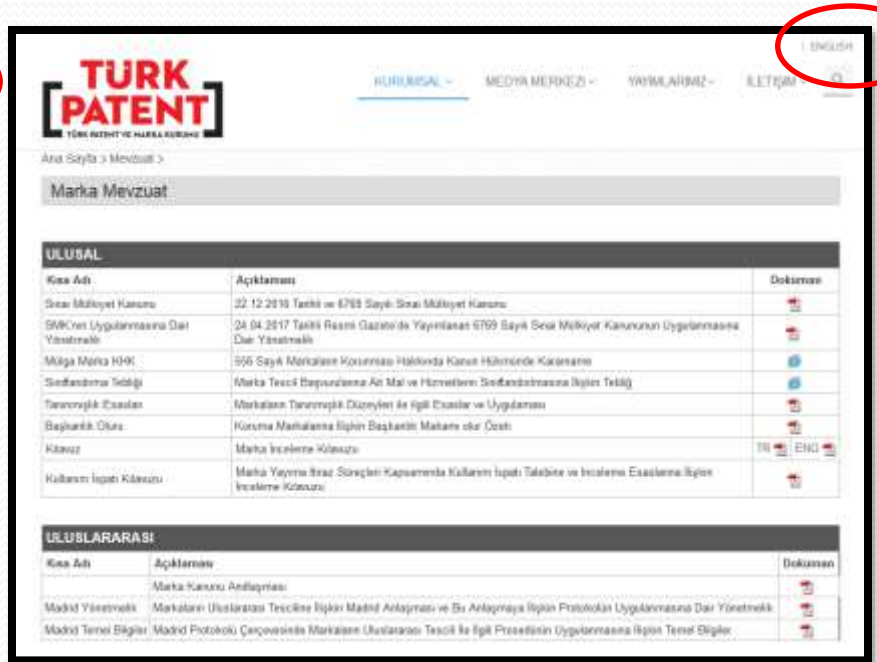 ENGLISH
TÜRK
PATENT
TÜRK PATENT VE MARKA KURUMU
KURUMSAL
MEDYA MERKEZİ
YAYIMLARIMIZ
İLETİŞİM
Ana Sayfa > Mevzuat >
Marka Mevzuat
ULUSAL
Kısa Adı Açıklaması Dokuman
Sınai Mülkiyet Kanunu 22.12.2016 Tarihli ve 6769 Sayılı Sınai Mülkiyet Kanunu
SMK'nın Uygulanmasına Dair Yönetmelik 24.04.2017 Tarihli Resmi Gazete'de Yayımlanan 6769 Sayılı Sınai Mülkiyet Kanununun Uygulanmasına
Dair Yönetmelik
Mülga Marka KHK 556 Sayılı Markaların Korunması Hakkında Kanun Hükmünde Kararname
Sınıflandırma Tebliği Marka Tescil Başvurularına Ait Mal ve Hizmetlerin Sınıflandırılmasına İlişkin Tebliğ
Tanınmışlık Esasları Markaların Tanınmışlık Düzeyleri ile İlgili Esaslar ve Uygulaması
Başkanlık Oluru Koruma Markalarına İlişkin Başkanlık Makamı olur Özeti
Kılavuz Marka İnceleme Kılavuzu TR ENG
Kullanım İspatı Kılavuzu Marka Yayına İtiraz Süreçleri Kapsamında Kullanım İspatı Talebine ve İnceleme Esaslarına İlişkin
İnceleme Kılavuzu
ULUSLARARASI
Kısa Adı Açıklaması Dokuman
Marka Kanunu Andlaşması
Madrid Yönetmelik Markaların Uluslararası Tesciline İlişkin Madrid Anlaşması ve Bu Anlaşmaya İlişkin Protokolün Uygulanmasına Dair Yönetmelik
Madrid Temel Bilgiler Madrid Protokolü Çerçevesinde Markaların Uluslararası Tescili İle İlgili Prosedürün Uygulanmasına İlişkin Temel Bilgiler